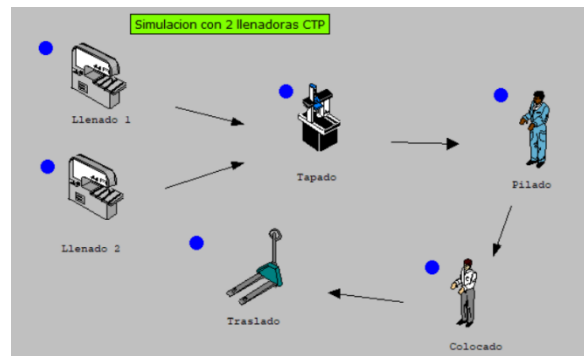 Simulacion con 2 llenadoras CTP
Llenado 1
Tapado
Pilado
Llenado 2
Traslado
Colocado